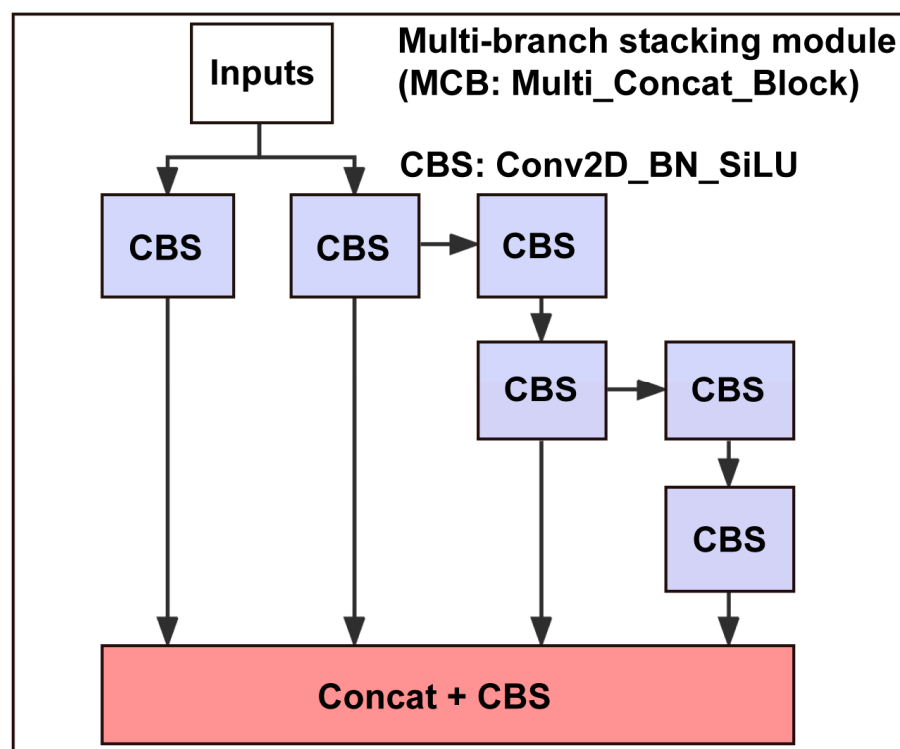 Inputs
Multi-branch stacking module
(MCB: Multi_Concat_Block)
CBS: Conv2D_BN_SiLU
CBS
CBS
CBS
CBS
CBS
CBS
Concat + CBS